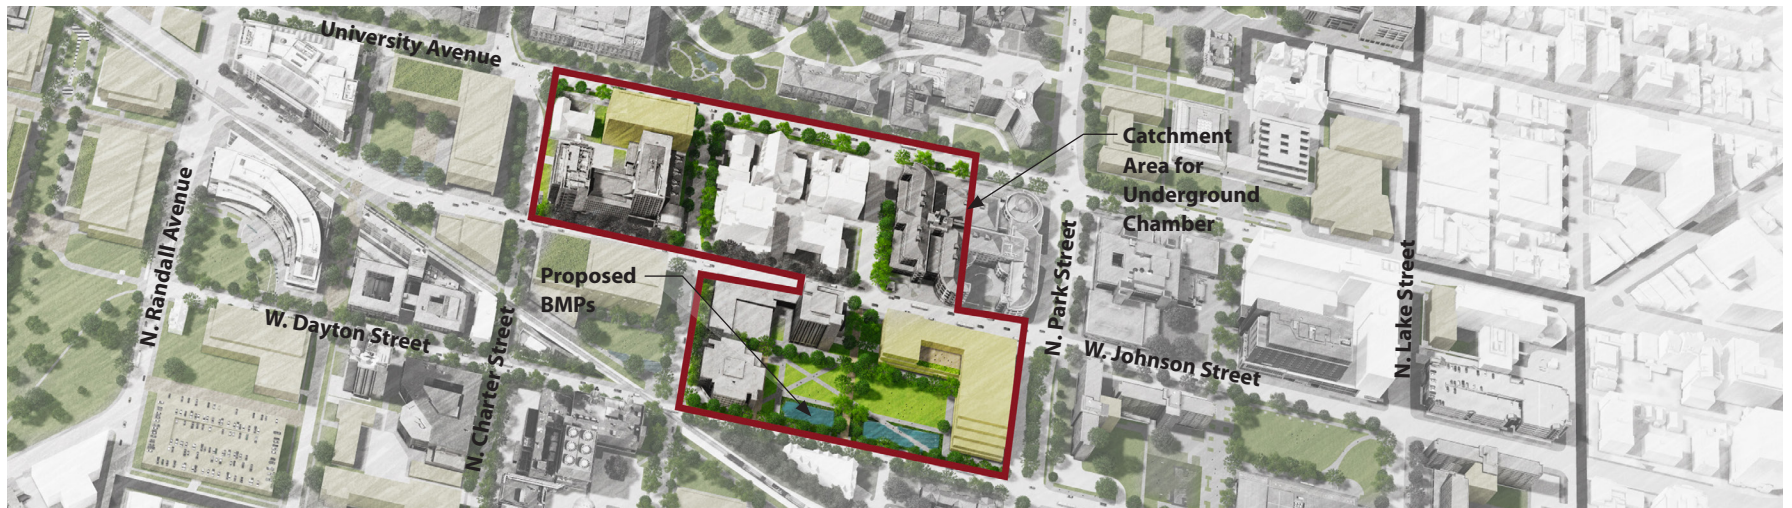 University Avenue
Catchment
Area for
Underground
Chamber
N. Randall Avenue
Proposed
BMPs
N. Park Street
N. Lake Street
W. Dayton Street
N. Charter Street
W. Johnson Street